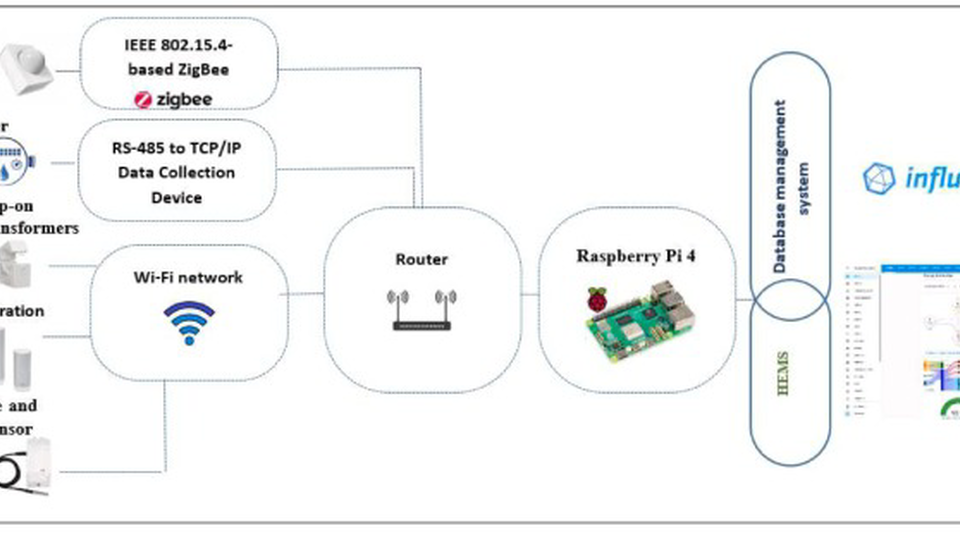 IEEE 802.15.4-
based ZigBee
zigbee
er
RS-485 to TCP/IP
Data Collection
Device
p-on
nsformers
Wi-Fi network
ration
e and
nsor
Router
Raspberry Pi 4
Database management
system
HEMS
influ